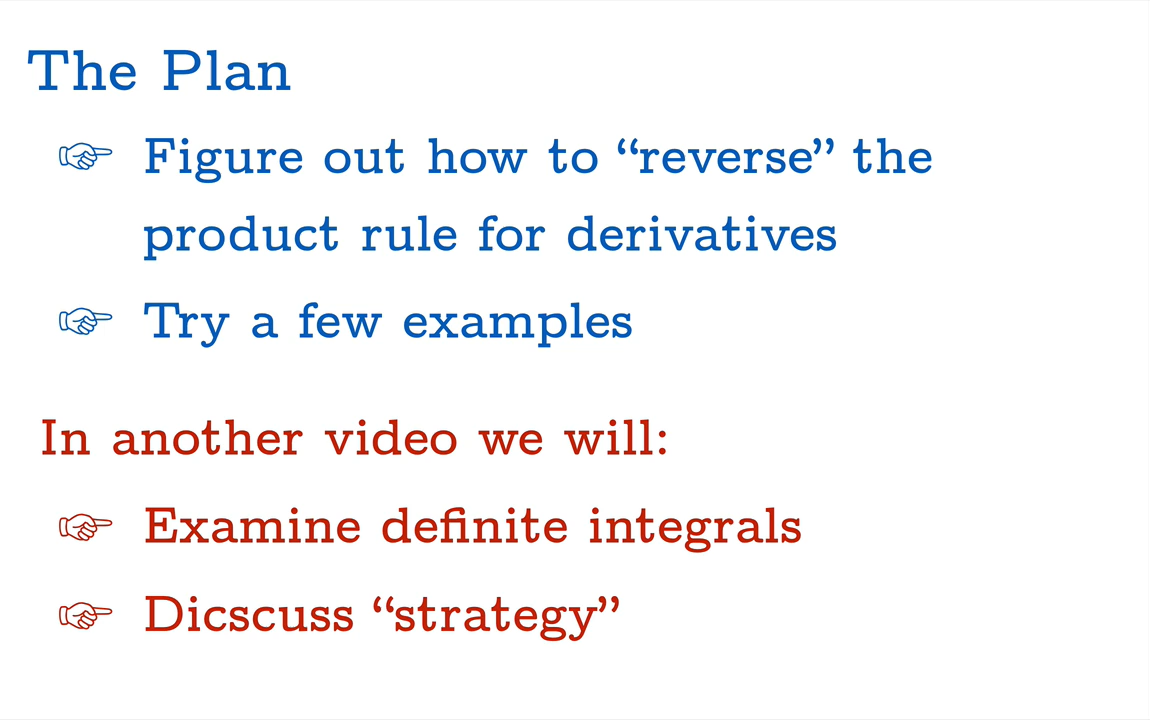 The Plan
☞ Figure out how to “reverse” the
product rule for derivatives
☞ Try a few examples
In another video we will:
☞ Examine definite integrals
☞ Dicscuss “strategy”